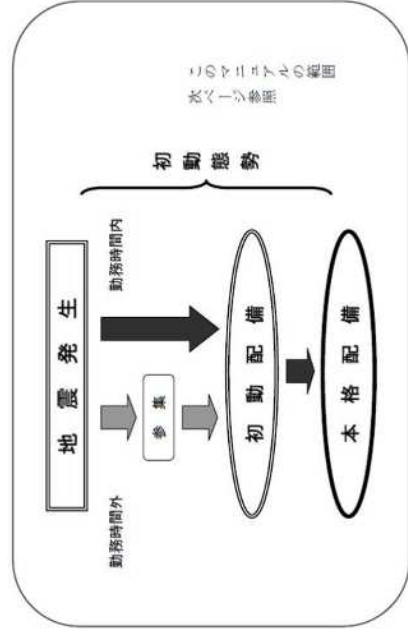 地震発生
勤務時間外
勤務時間内
参集
初動配備
本格配備
初動態勢
このマニュアルの範囲
次ページ参照